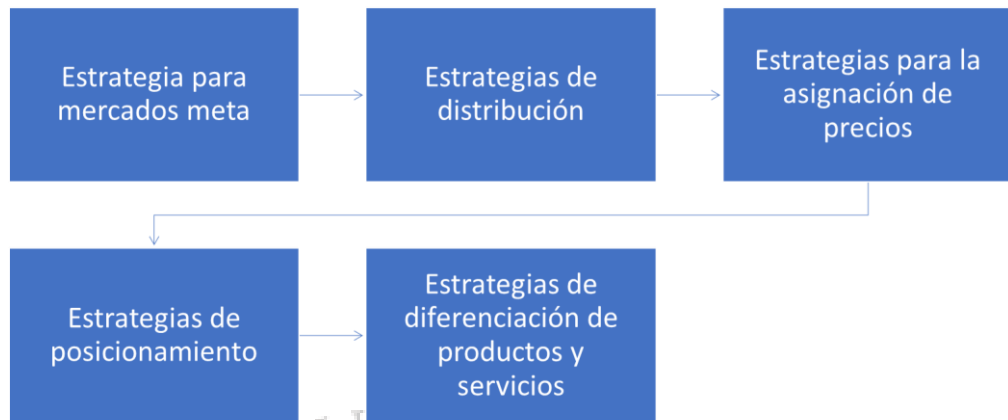 Estrategia para
mercados meta
Estrategias de
distribución
Estrategias para la
asignación de
precios
Estrategias de
posicionamiento
Estrategias de
diferenciación de
productos y
servicios